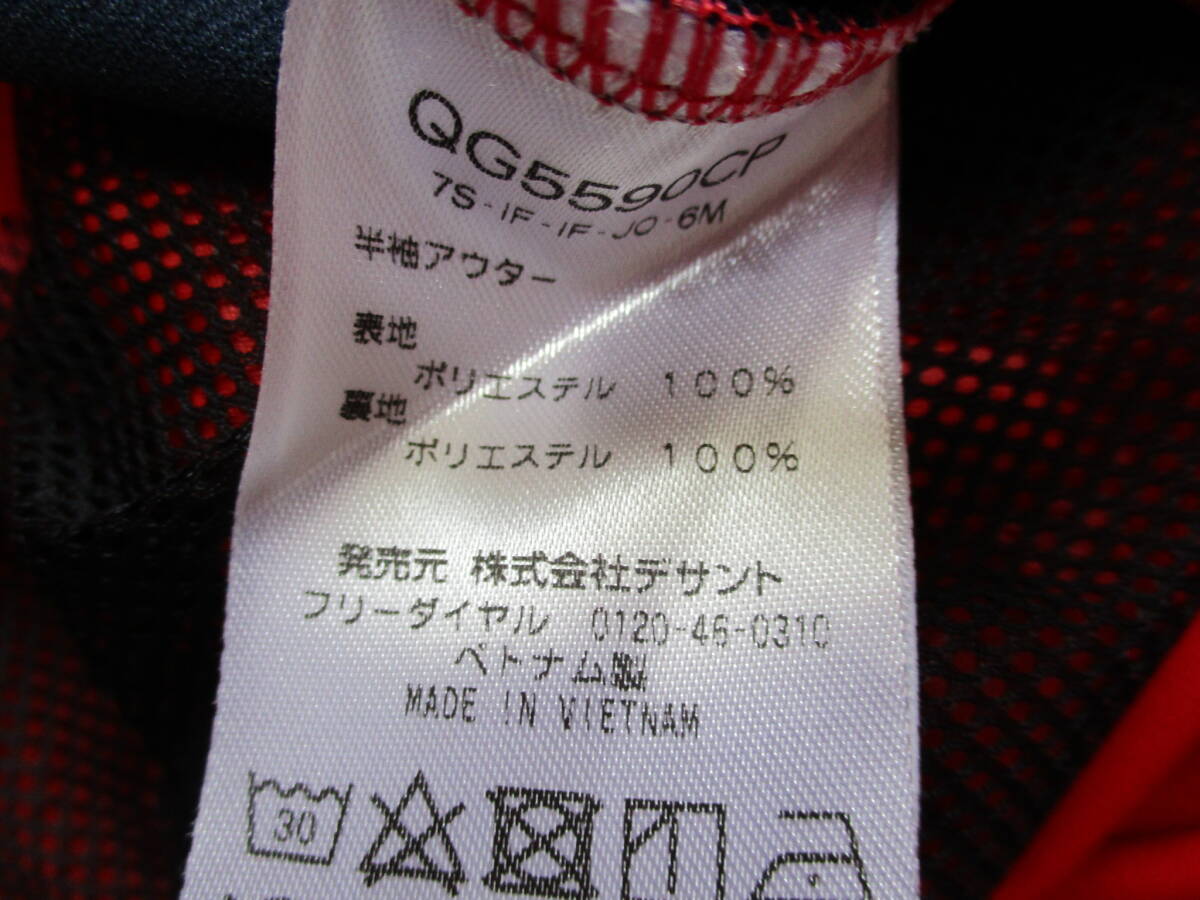 QG5590CP
7S-IF-IF-JO-6M
半袖アウター
表地
ポリエステル 100%
裏地
ポリエステル 100%
発売元 株式会社デサント
フリーダイヤル 0120-46-0310
ベトナム製
MADE IN VIETNAM
30